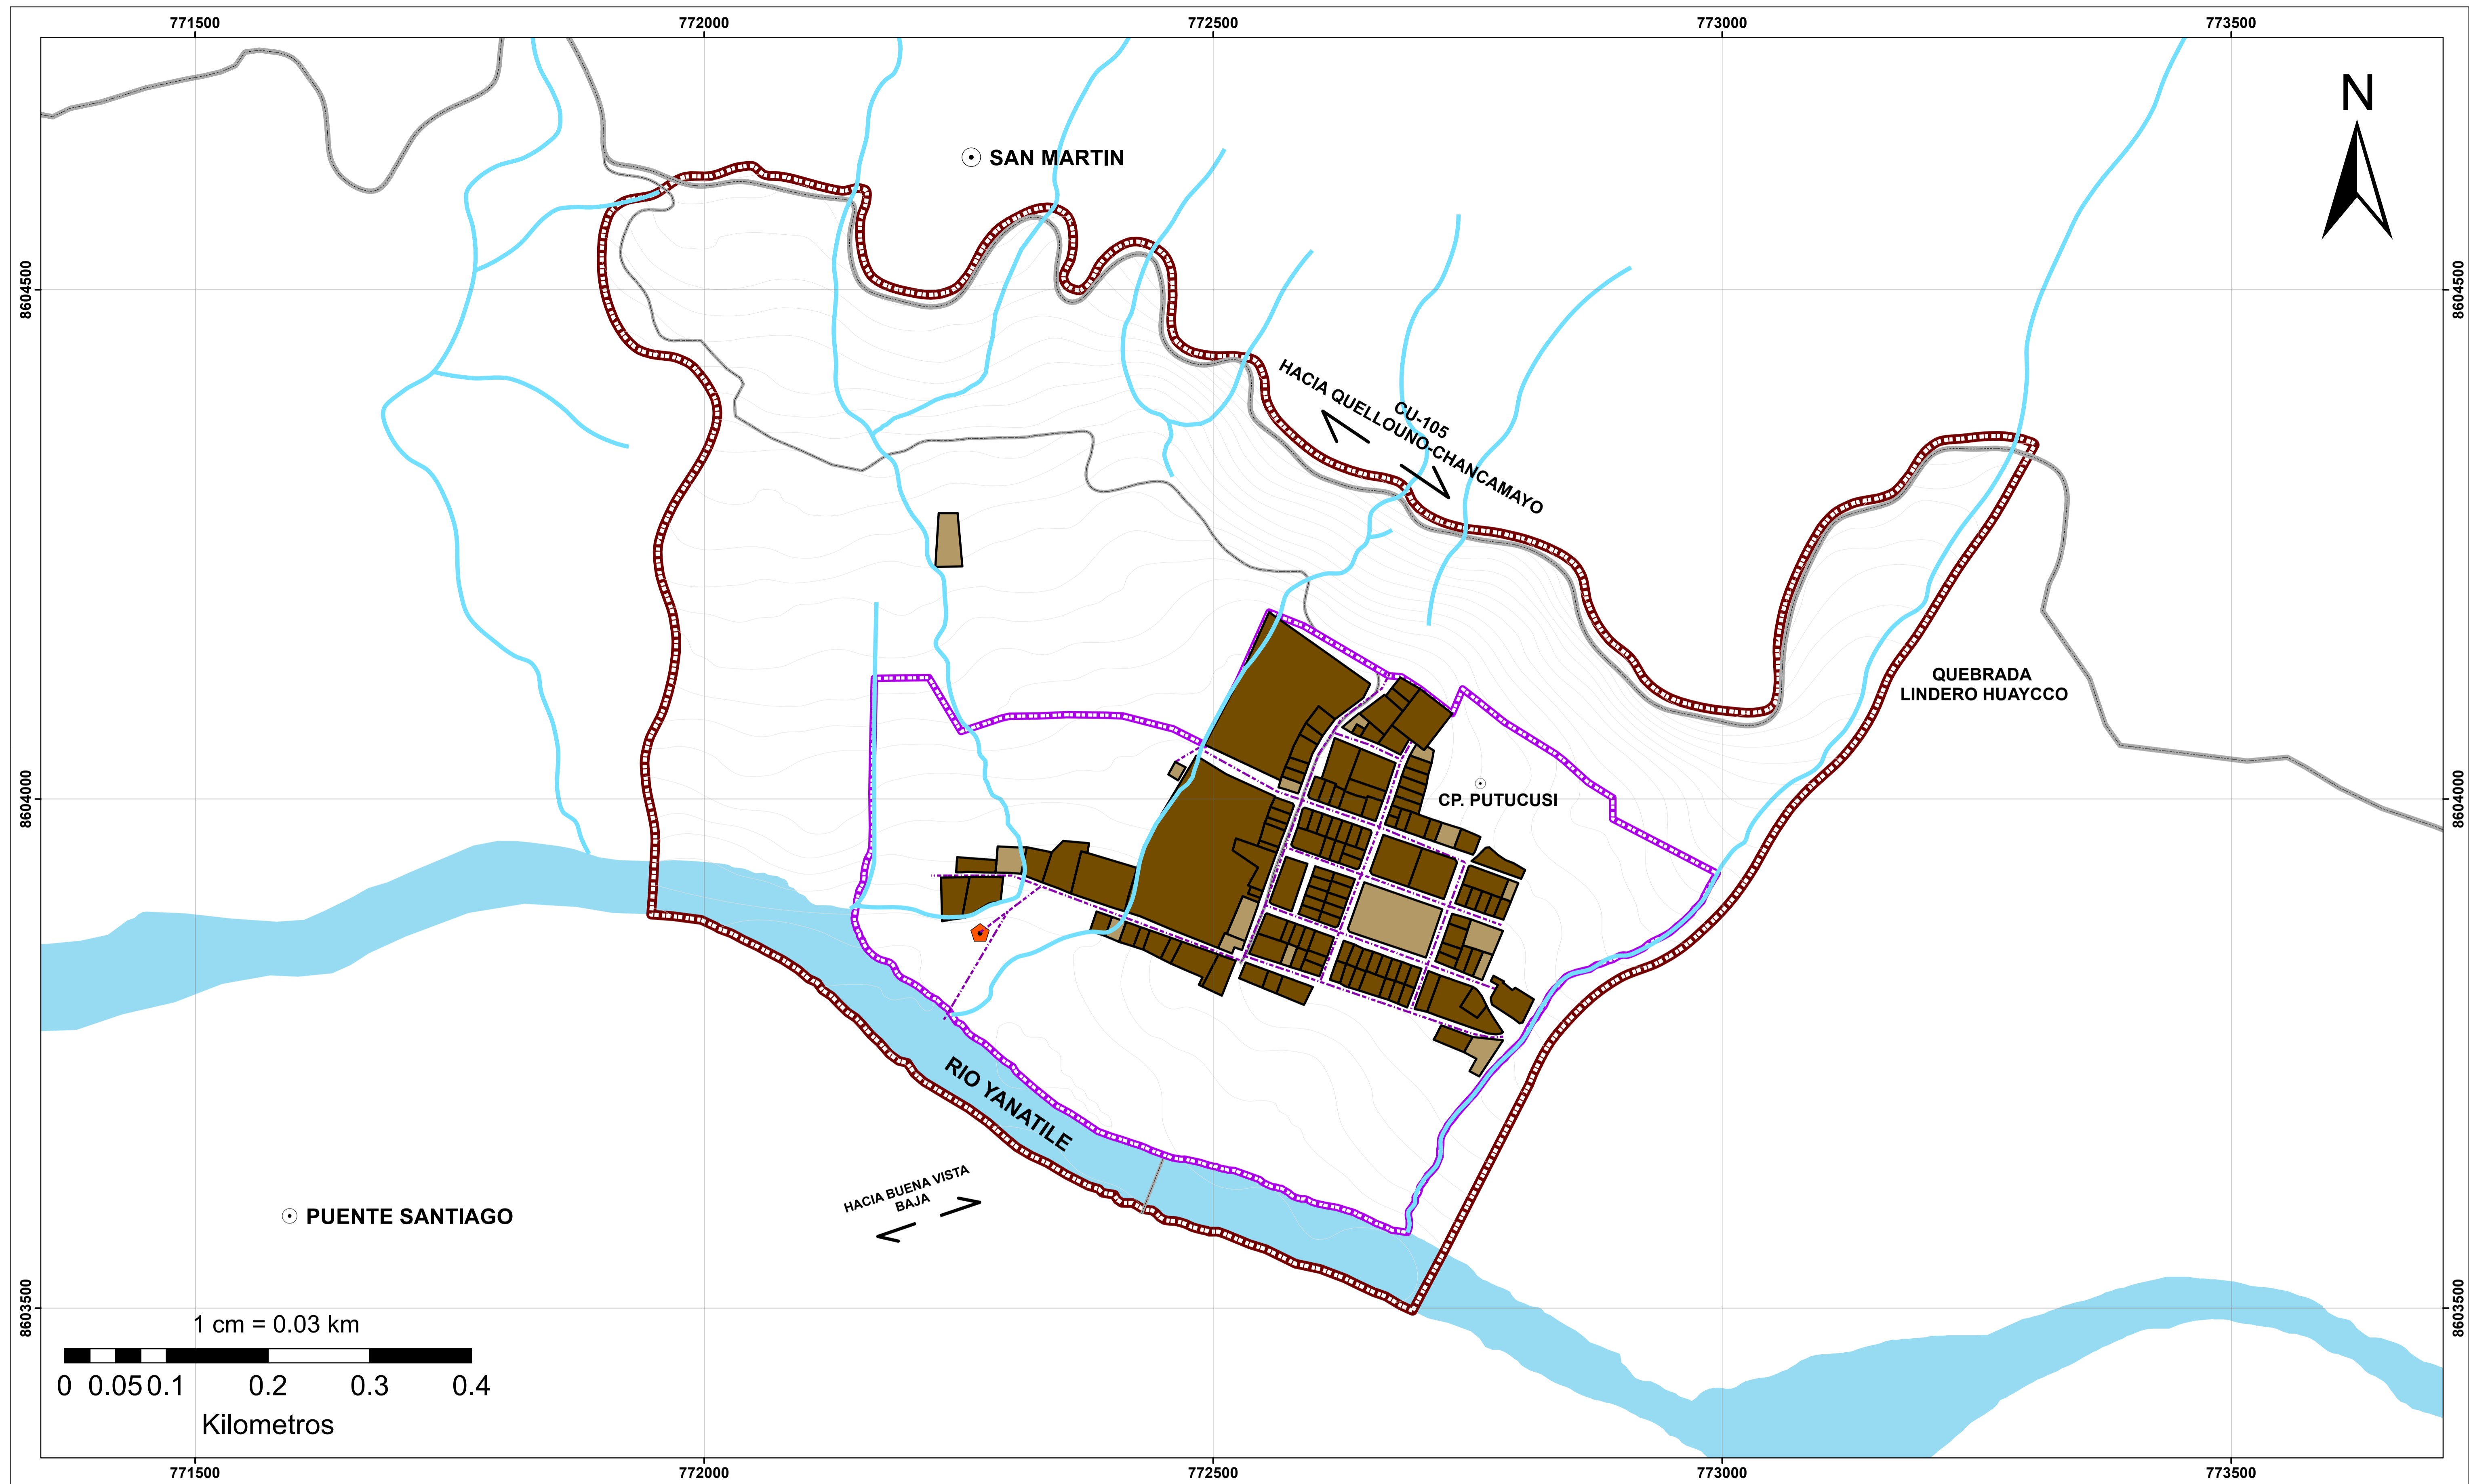 771500 772000 772500 773000 773500
N
SAN MARTIN
8604500 8604500
CU-105
HACIA QUELLOUNO-CHANCAMAYO
QUEBRADA
LINDERO HUAYCCO
8604000 8604000
CP. PUTUCUSI
RIO YANATILE
HACIA BUENA VISTA
BAJA
PUENTE SANTIAGO
8603500 8603500
1 cm = 0.03 km
0 0.05 0.1 0.2 0.3 0.4
Kilometros
771500 772000 772500 773000 773500